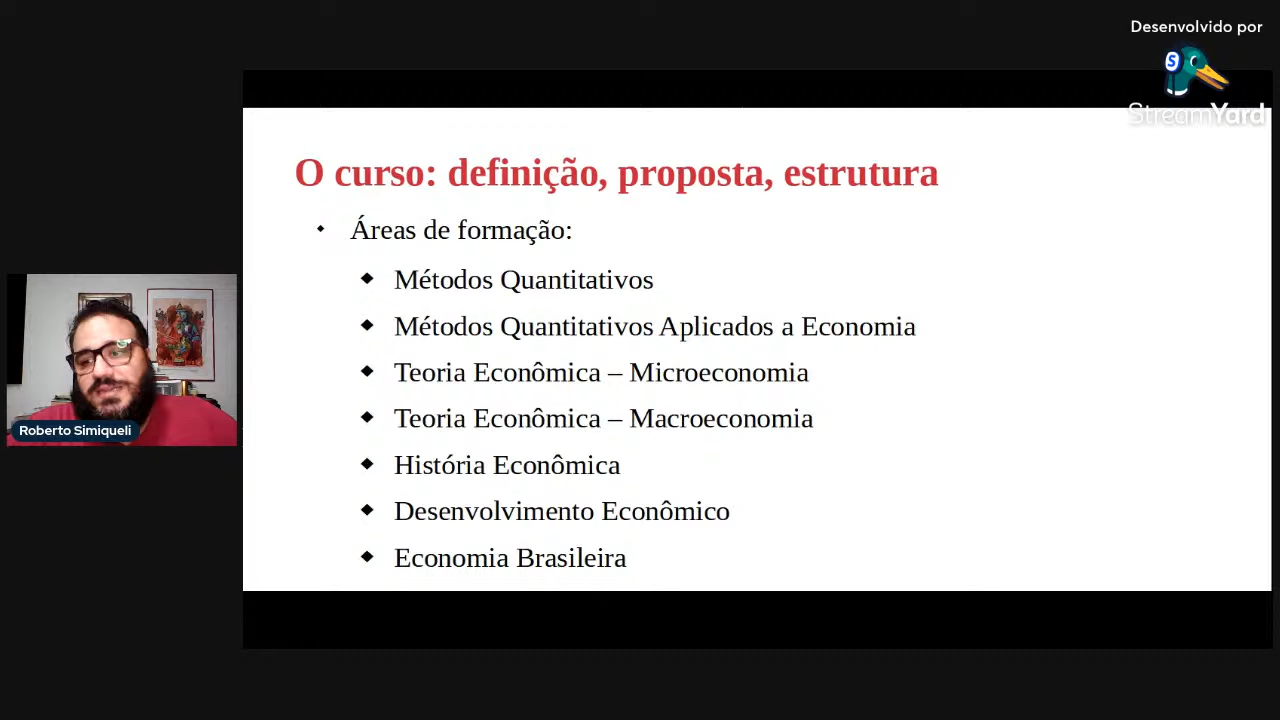 Desenvolvido por
StreamYard
O curso: definição, proposta, estrutura
Áreas de formação:
Métodos Quantitativos
Métodos Quantitativos Aplicados a Economia
Teoria Econômica – Microeconomia
Teoria Econômica – Macroeconomia
História Econômica
Desenvolvimento Econômico
Economia Brasileira
Roberto Simiqueli